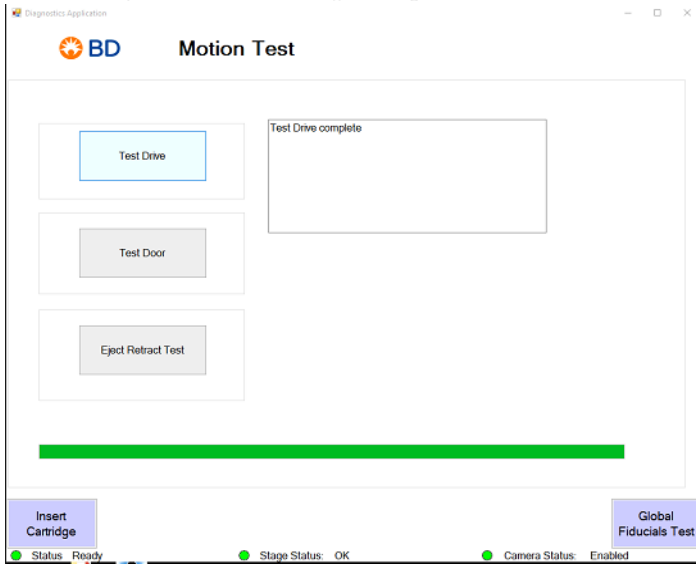 Diagnostics Application
BD Motion Test
Test Drive
Test Drive complete
Test Door
Eject Retract Test
Insert
Cartridge
Global
Fiducials Test
Status Ready Stage Status: OK Camera Status: Enabled